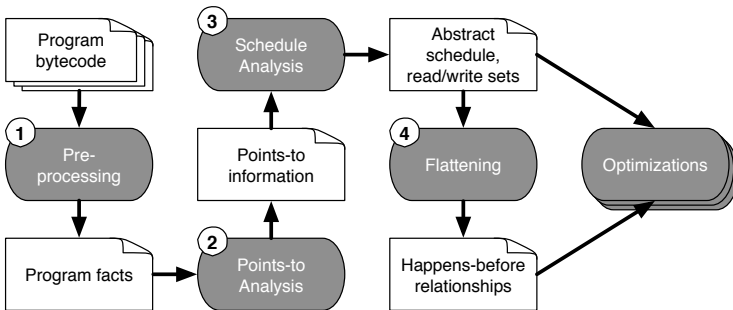 Program
bytecode
1
Pre-
processing
Program facts
2
Points-to
Analysis
Points-to
information
3
Schedule
Analysis
Abstract
schedule,
read/write sets
4
Flattening
Happens-before
relationships
Optimizations